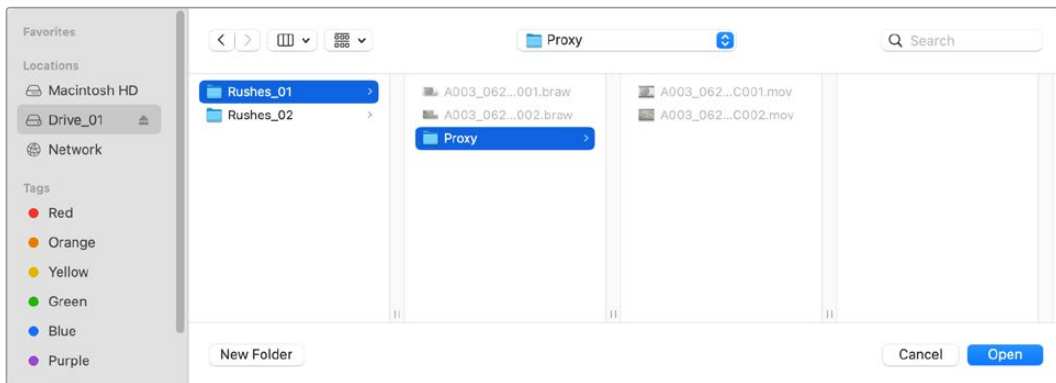 Favorites
Locations
Macintosh HD
Drive_01
Network
Tags
Red
Orange
Yellow
Green
Blue
Purple
Proxy
Search
Rushes_01
Rushes_02
A003_062...001.braw
A003_062...002.braw
Proxy
A003_062...C001.mov
A003_062...C002.mov
New Folder
Cancel
Open